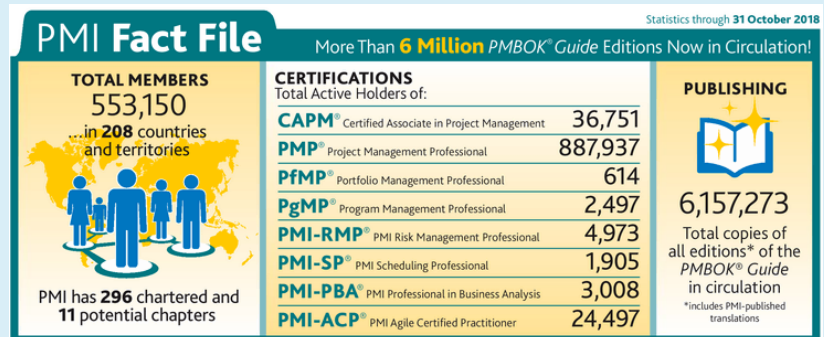 Statistics through 31 October 2018
PMI Fact File
More Than 6 Million PMBOK® Guide Editions Now in Circulation!
TOTAL MEMBERS
553,150
...in 208 countries
and territories
PMI has 296 chartered and
11 potential chapters
CERTIFICATIONS
Total Active Holders of:
CAPM® Certified Associate in Project Management 36,751
PMP® Project Management Professional 887,937
PfMP® Portfolio Management Professional 614
PgMP® Program Management Professional 2,497
PMI-RMP® PMI Risk Management Professional 4,973
PMI-SP® PMI Scheduling Professional 1,905
PMI-PBA® PMI Professional in Business Analysis 3,008
PMI-ACP® PMI Agile Certified Practitioner 24,497
PUBLISHING
6,157,273
Total copies of
all editions* of the
PMBOK® Guide
in circulation
*includes PMI-published
translations